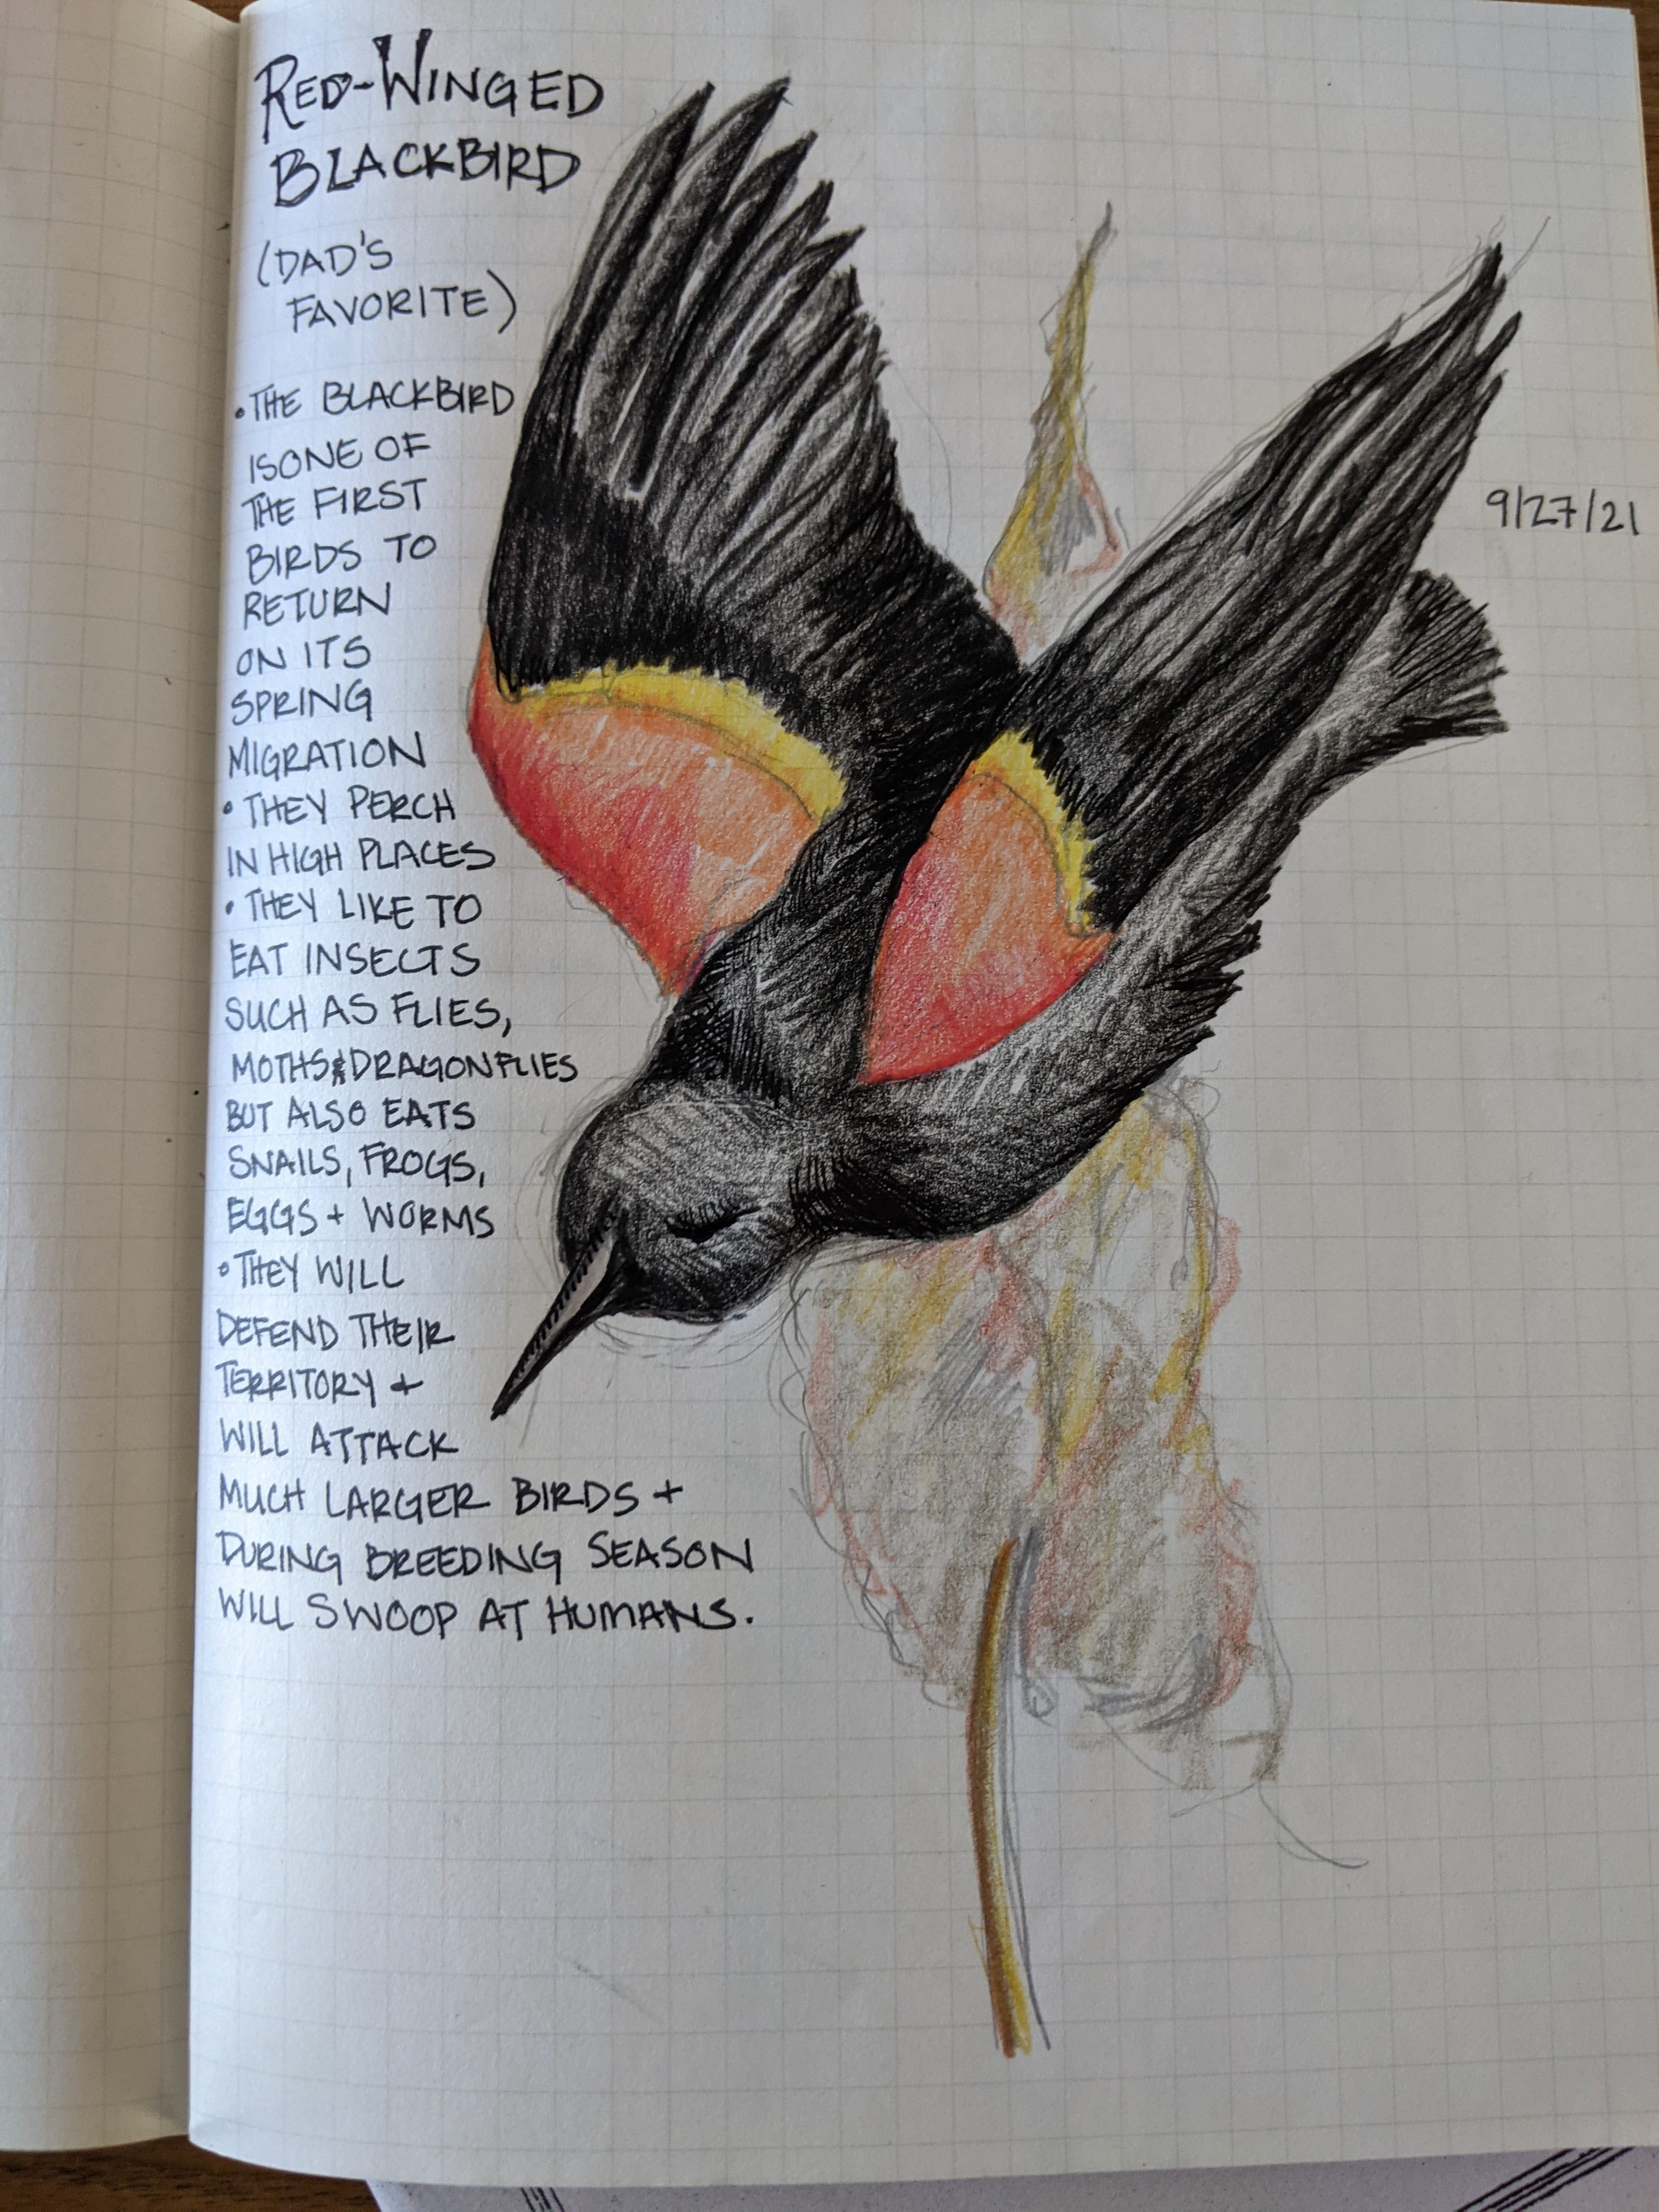 RED-WINGED
BLACKBIRD
(DAD'S
FAVORITE)
• THE BLACKBIRD
ISONE OF
THE FIRST
BIRDS TO
RETURN
ON ITS
SPRING
MIGRATION
• THEY PERCH
IN HIGH PLACES
• THEY LIKE TO
EAT INSECTS
SUCH AS FLIES,
MOTHS & DRAGONFLIES
BUT ALSO EATS
SNAILS, FROGS,
EGGS + WORMS
• THEY WILL
DEFEND THEIR
TERRITORY +
WILL ATTACK
MUCH LARGER BIRDS +
DURING BREEDING SEASON
WILL SWOOP AT HUMANS.
9/27/21